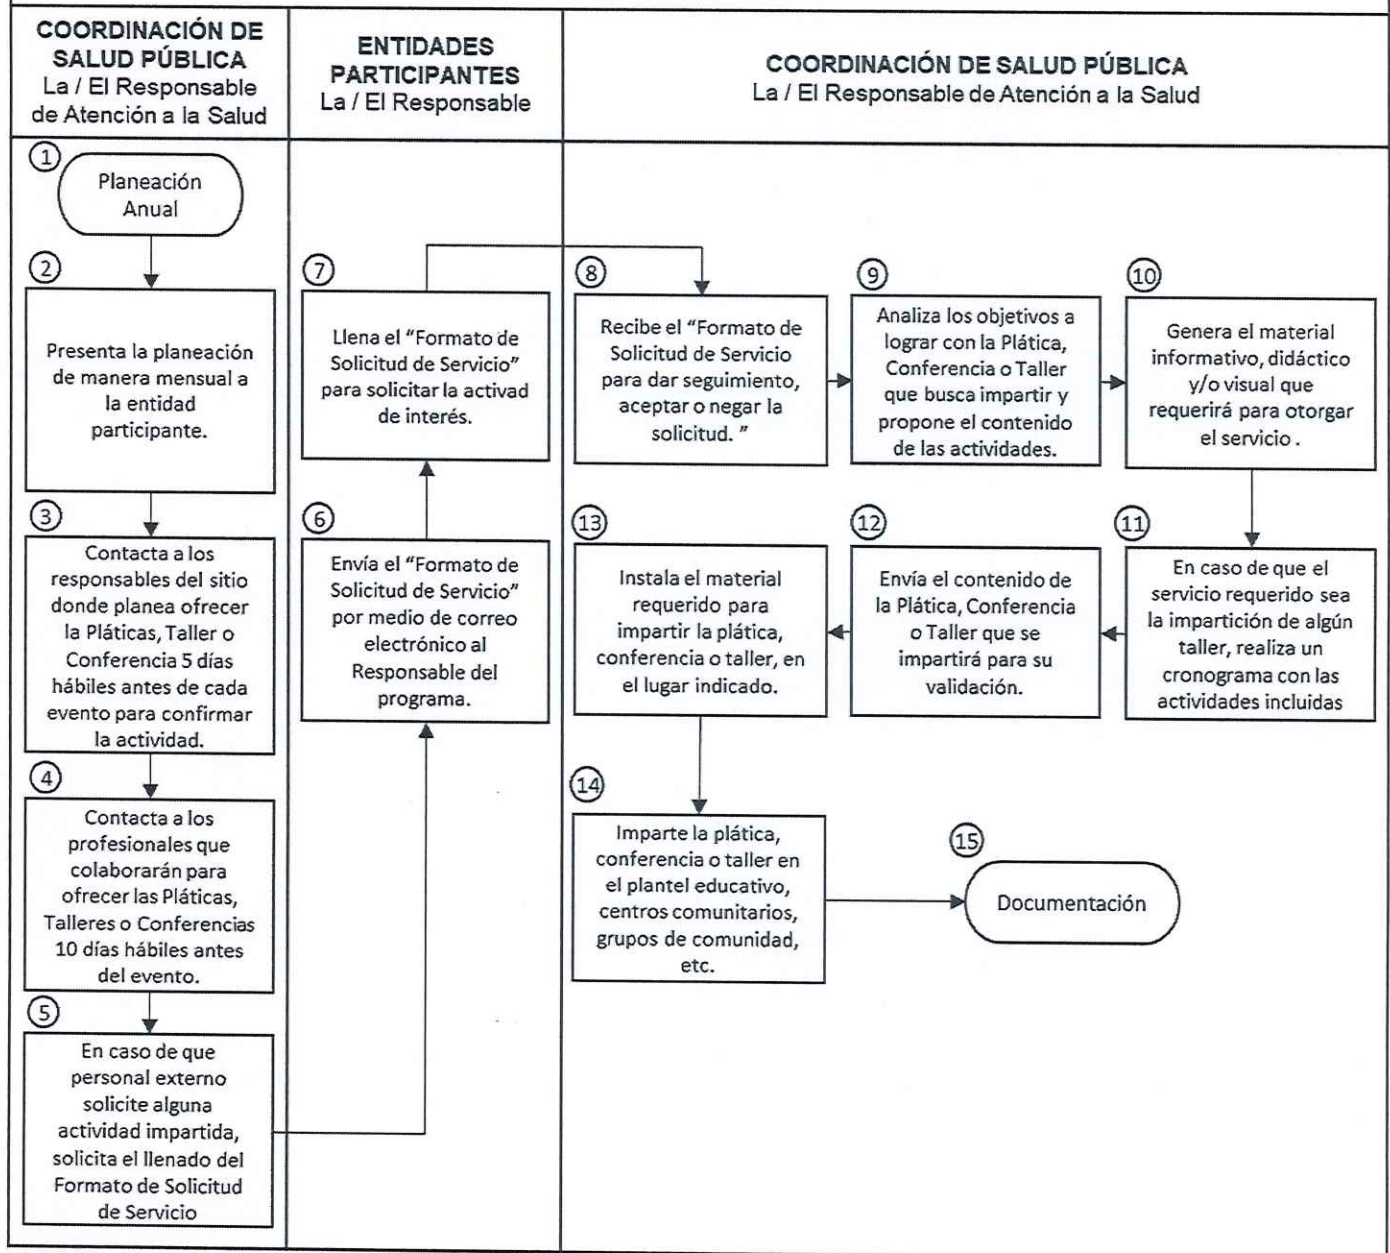 COORDINACIÓN DE
SALUD PÚBLICA
La / El Responsable
de Atención a la Salud
ENTIDADES
PARTICIPANTES
La / El Responsable
COORDINACIÓN DE SALUD PÚBLICA
La / El Responsable de Atención a la Salud
1
Planeación
Anual
2
Presenta la planeación
de manera mensual a
la entidad
participante.
3
Contacta a los
responsables del sitio
donde planea ofrecer
la Pláticas, Taller o
Conferencia 5 días
hábiles antes de cada
evento para confirmar
la actividad.
4
Contacta a los
profesionales que
colaborarán para
ofrecer las Pláticas,
Talleres o Conferencias
10 días hábiles antes
del evento.
5
En caso de que
personal externo
solicite alguna
actividad impartida,
solicita el llenado del
Formato de Solicitud
de Servicio
6
Envía el "Formato de
Solicitud de Servicio"
por medio de correo
electrónico al
Responsable del
programa.
7
Llena el "Formato de
Solicitud de Servicio"
para solicitar la activad
de interés.
8
Recibe el "Formato de
Solicitud de Servicio
para dar seguimiento,
aceptar o negar la
solicitud. "
9
Analiza los objetivos a
lograr con la Plática,
Conferencia o Taller
que busca impartir y
propone el contenido
de las actividades.
10
Genera el material
informativo, didáctico
y/o visual que
requerirá para otorgar
el servicio .
11
En caso de que el
servicio requerido sea
la impartición de algún
taller, realiza un
cronograma con las
actividades incluidas
12
Envía el contenido de
la Plática, Conferencia
o Taller que se
impartirá para su
validación.
13
Instala el material
requerido para
impartir la plática,
conferencia o taller, en
el lugar indicado.
14
Imparte la plática,
conferencia o taller en
el plantel educativo,
centros comunitarios,
grupos de comunidad,
etc.
15
Documentación